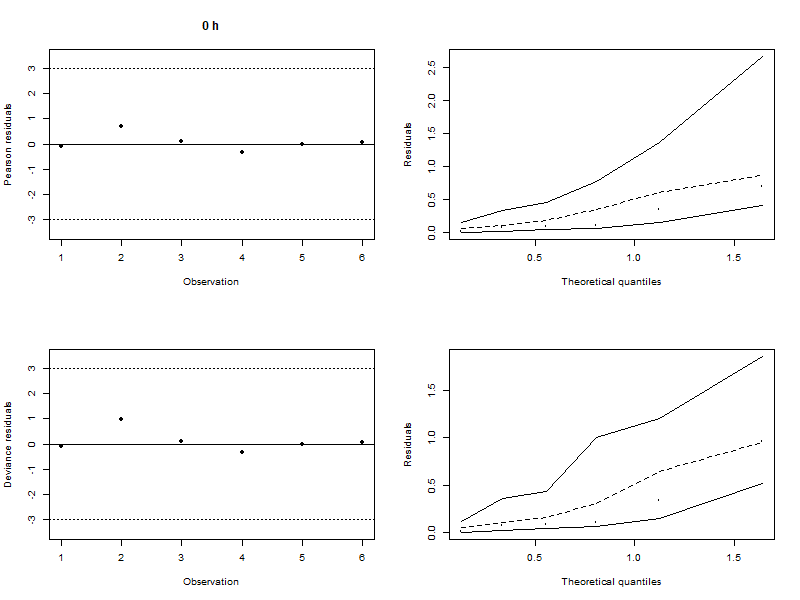 0 h
Pearson residuals
3
2
1
0
-1
-2
-3
1 2 3 4 5 6
Observation
Residuals
2.5
2.0
1.5
1.0
0.5
0.0
0.5 1.0 1.5
Theoretical quantiles
Deviance residuals
3
2
1
0
-1
-2
-3
1 2 3 4 5 6
Observation
Residuals
1.5
1.0
0.5
0.0
0.5 1.0 1.5
Theoretical quantiles